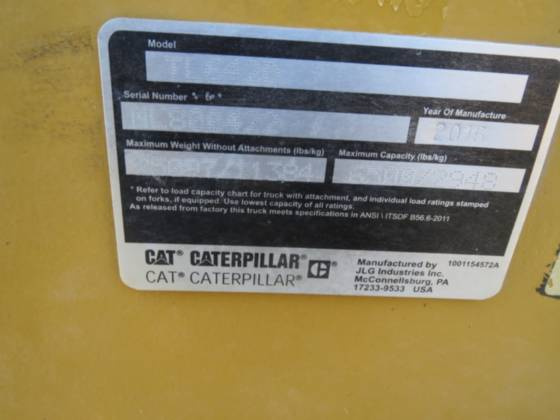 Model
Serial Number
Year Of Manufacture
Maximum Weight Without Attachments (lbs/kg)
Maximum Capacity (lbs/kg)
* Refer to load capacity chart for truck with attachment, and individual load ratings stamped
on forks, if equipped. Use lowest capacity of all ratings.
As released from factory this truck meets specifications in ANSI \ ITSDF B56.6-2011
CAT® CATERPILLAR®
CAT® CATERPILLAR®
Manufactured by
JLG Industries Inc.
McConnellsburg, PA
17233-9533 USA
1001154572A